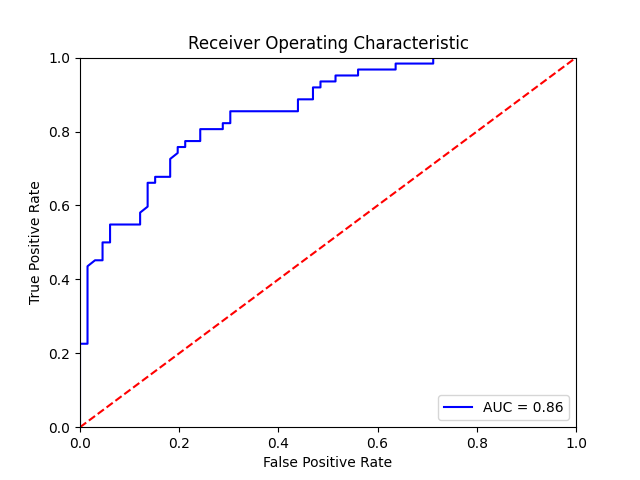 Receiver Operating Characteristic
True Positive Rate
1.0
0.8
0.6
0.4
0.2
0.0
AUC = 0.86
0.0 0.2 0.4 0.6 0.8 1.0
False Positive Rate